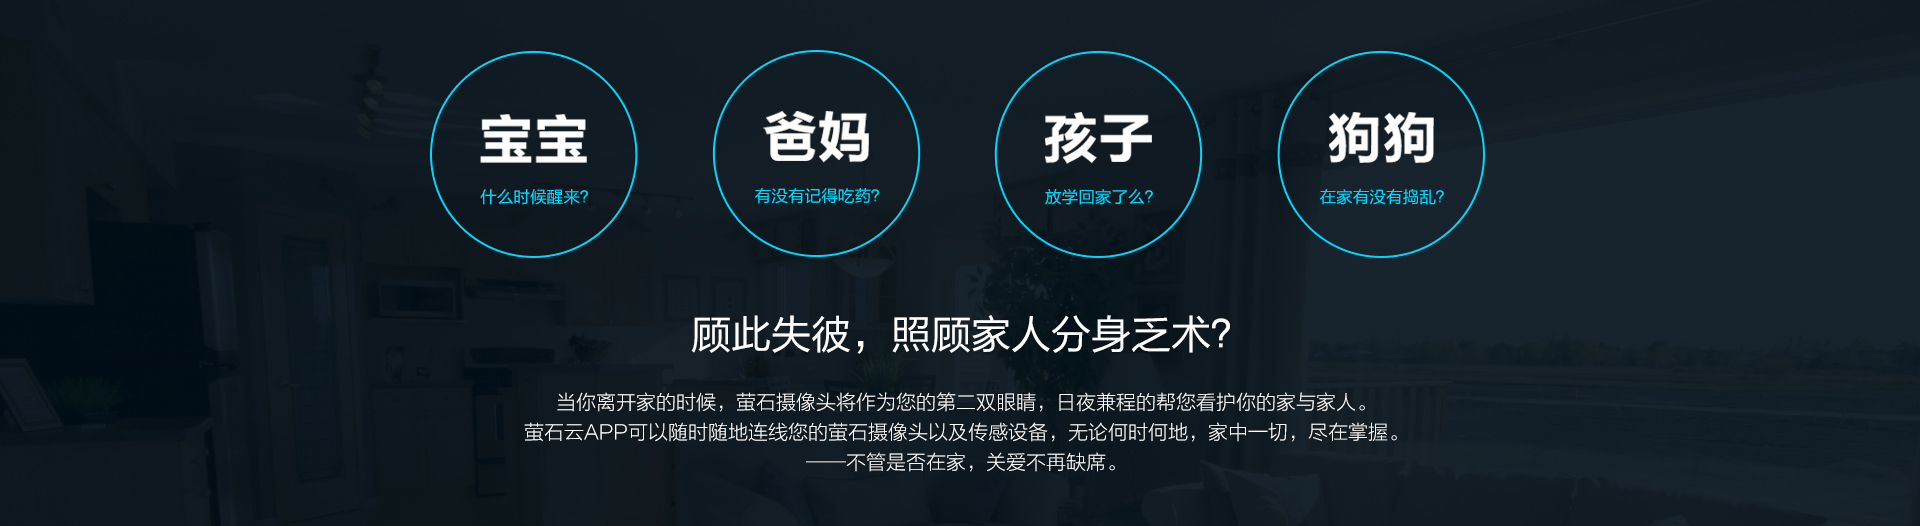 宝宝
什么时候醒来?
爸妈
有没有记得吃药?
孩子
放学回家了么?
狗狗
在家有没有捣乱?
顾此失彼，照顾家人分身乏术?
当你离开家的时候，萤石摄像头将作为您的第二双眼睛，日夜兼程的帮您看护你的家与家人。
萤石云APP可以随时随地连线您的萤石摄像头以及传感设备，无论何时何地，家中一切，尽在掌握。
——不管是否在家，关爱不再缺席。